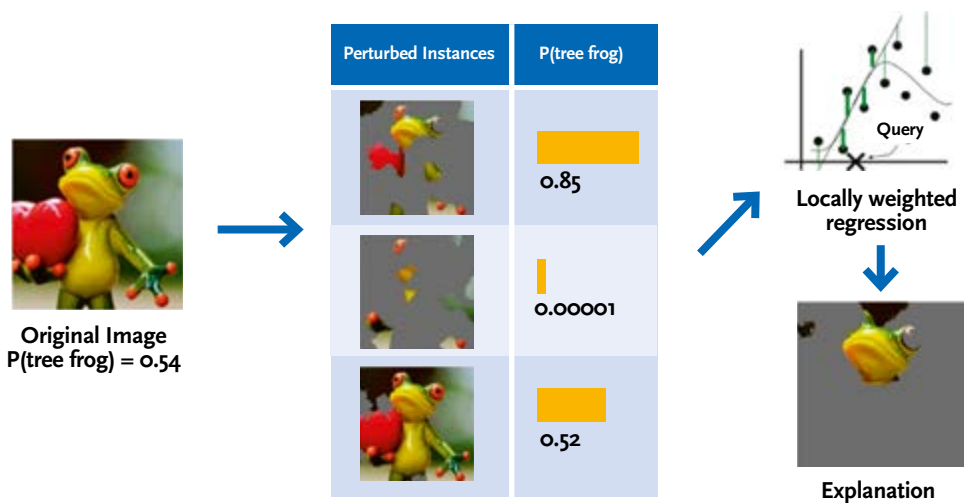 Original Image
P(tree frog) = 0.54
Perturbed Instances
P(tree frog)
0.85
0.00001
0.52
Query
Locally weighted
regression
Explanation